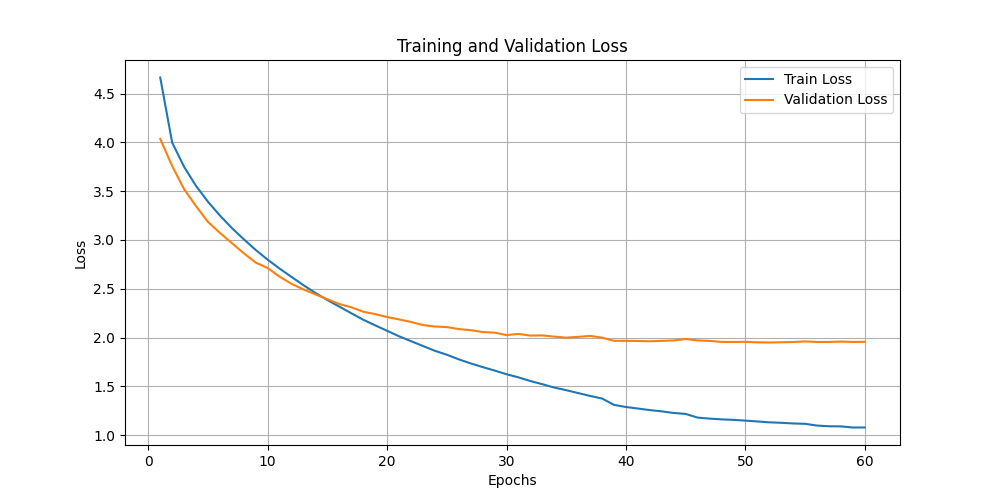 Training and Validation Loss
Train Loss
Validation Loss
Loss
4.5
4.0
3.5
3.0
2.5
2.0
1.5
1.0
0 10 20 30 40 50 60
Epochs